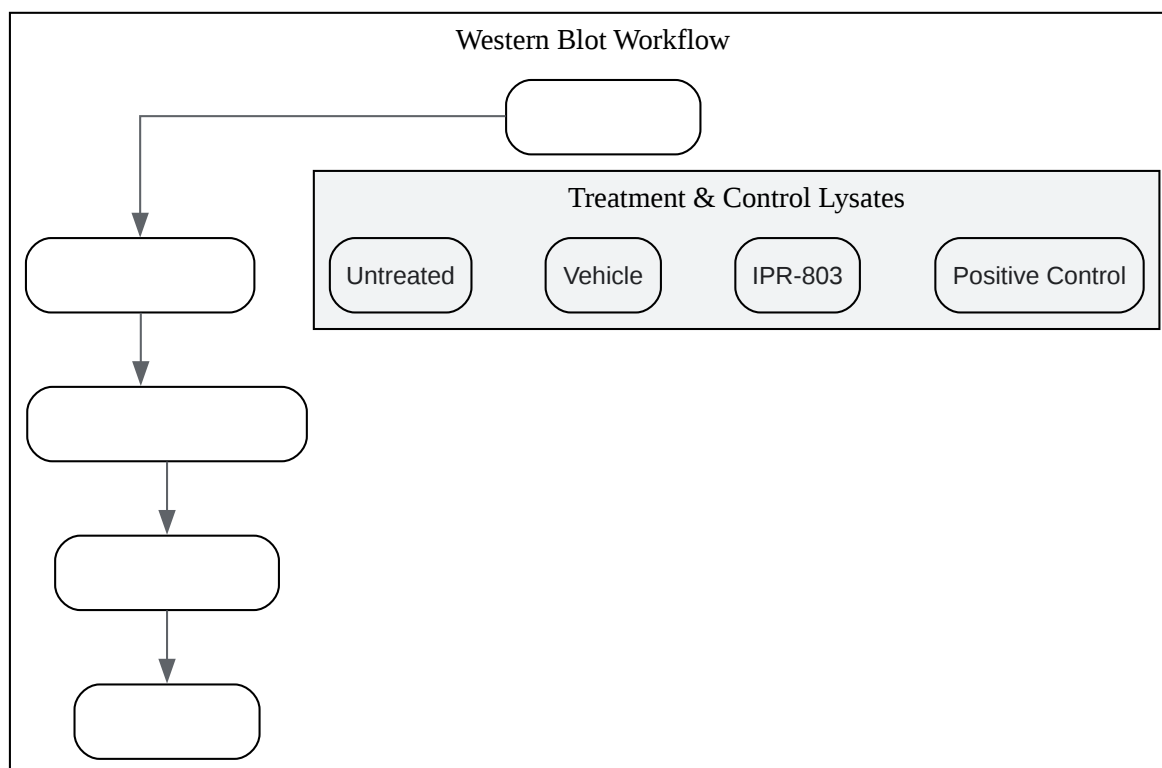 Western Blot Workflow
Treatment & Control Lysates
Untreated
Vehicle
IPR-803
Positive Control